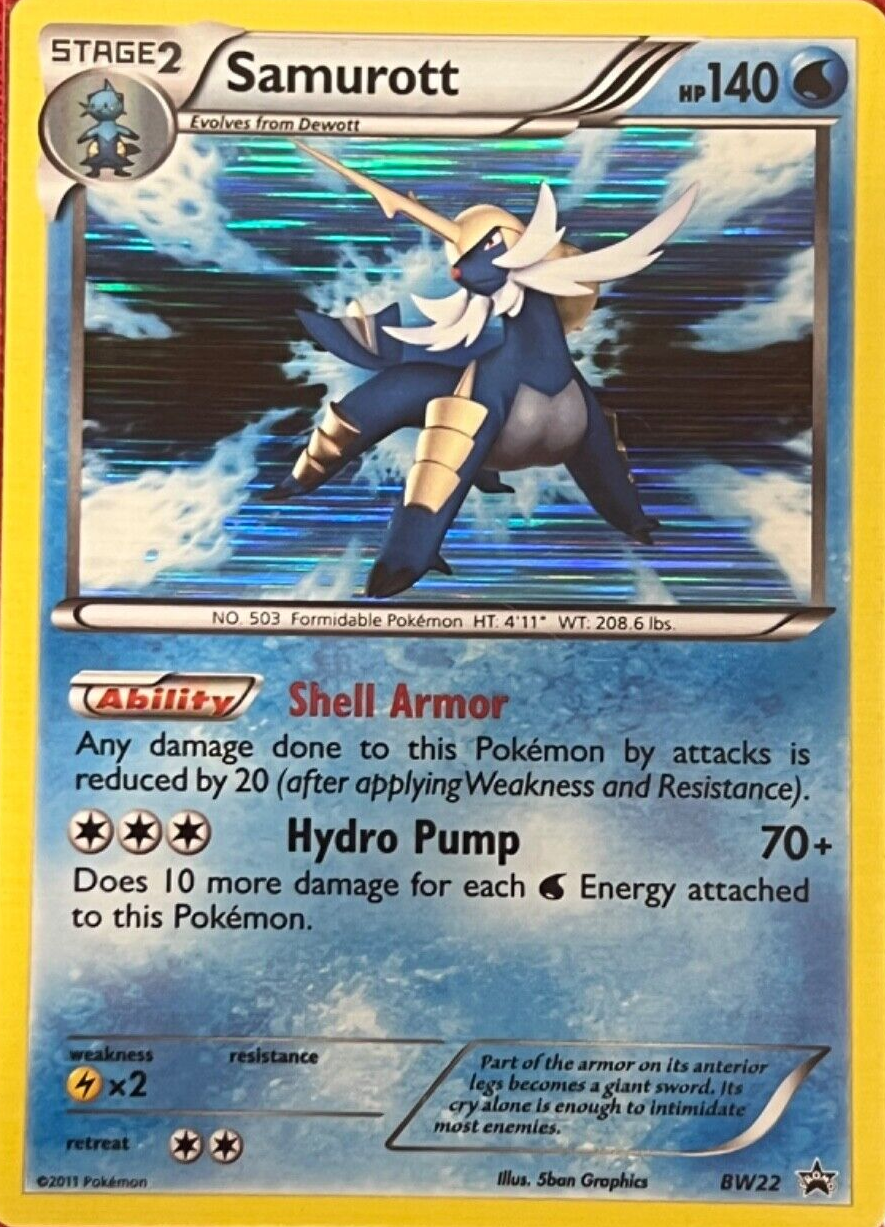 STAGE2
Samurott
HP140
Evolves from Dewott
NO. 503 Formidable Pokémon HT: 4'11" WT: 208.6 lbs.
Ability Shell Armor
Any damage done to this Pokémon by attacks is
reduced by 20 (after applying Weakness and Resistance).
Hydro Pump 70+
Does 10 more damage for each Energy attached
to this Pokémon.
weakness resistance
×2
Part of the armor on its anterior
legs becomes a giant sword. Its
cry alone is enough to intimidate
most enemies.
retreat
©2011 Pokémon
Illus. 5ban Graphics
BW22